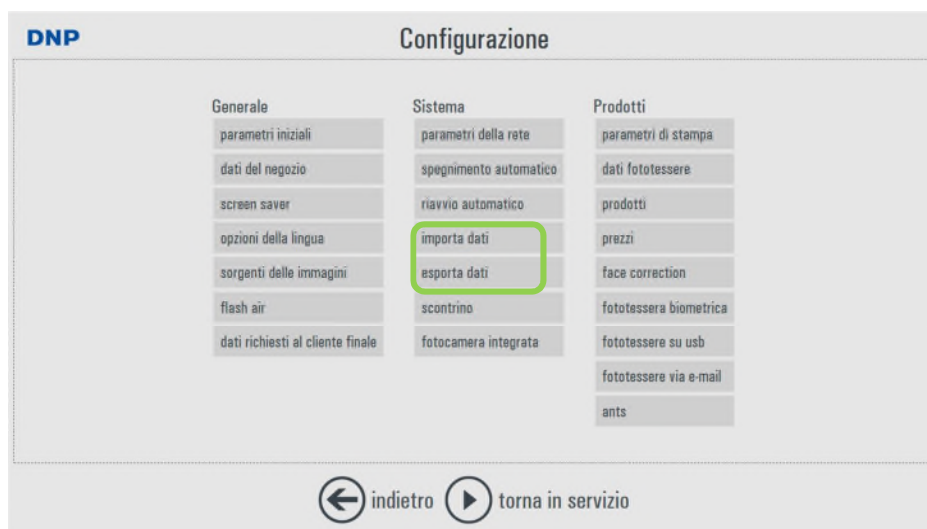 DNP
Configurazione
Generale
parametri iniziali
dati del negozio
screen saver
opzioni della lingua
sorgenti delle immagini
flash air
dati richiesti al cliente finale
Sistema
parametri della rete
spegnimento automatico
riavvio automatico
importa dati
esporta dati
scontrino
fotocamera integrata
Prodotti
parametri di stampa
dati fototessere
prodotti
prezzi
face correction
fototessera biometrica
fototessere su usb
fototessere via e-mail
ants
indietro
torna in servizio